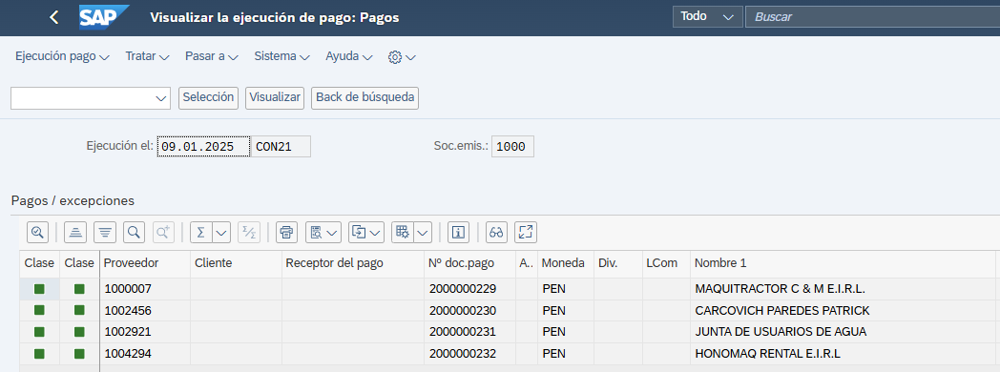 SAP Visualizar la ejecución de pago: Pagos Todo Buscar
Ejecución pago Tratar Pasar a Sistema Ayuda
Selección Visualizar Back de búsqueda
Ejecución el: 09.01.2025 CON21 Soc.emis.: 1000
Pagos / excepciones
Clase Clase Proveedor Cliente Receptor del pago Nº doc.pago A.. Moneda Div. LCom Nombre 1
1000007 2000000229 PEN MAQUITRACTOR C & M E.I.R.L.
1002456 2000000230 PEN CARCOVICH PAREDES PATRICK
1002921 2000000231 PEN JUNTA DE USUARIOS DE AGUA
1004294 2000000232 PEN HONOMAQ RENTAL E.I.R.L